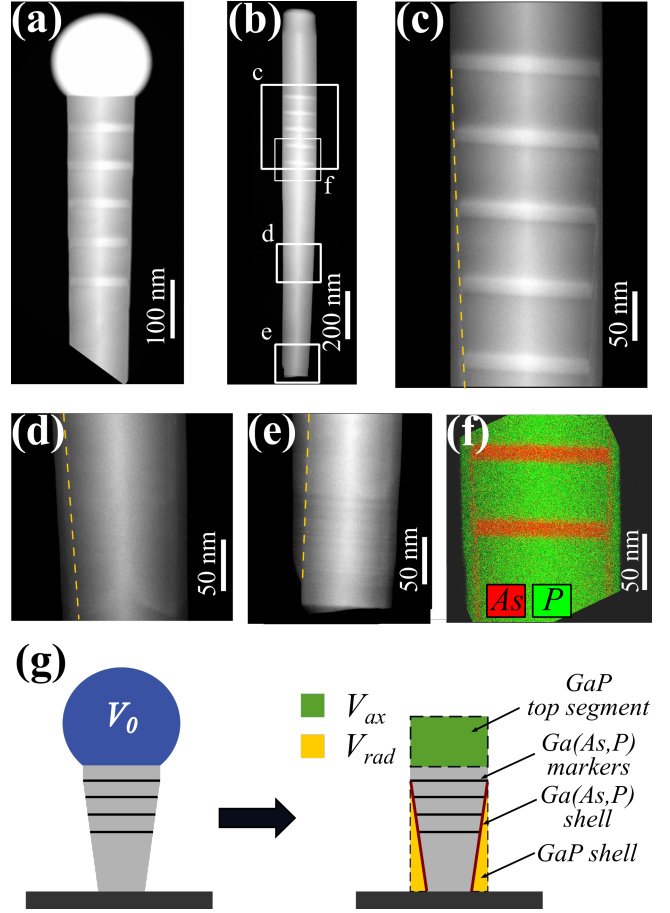 (a)
100 nm
(b)
c
f
d
e
200 nm
(c)
50 nm
(d)
50 nm
(e)
50 nm
(f)
As P
50 nm
(g)
V0
Vax
Vrad
GaP
top segment
Ga(As,P)
markers
Ga(As,P)
shell
GaP shell